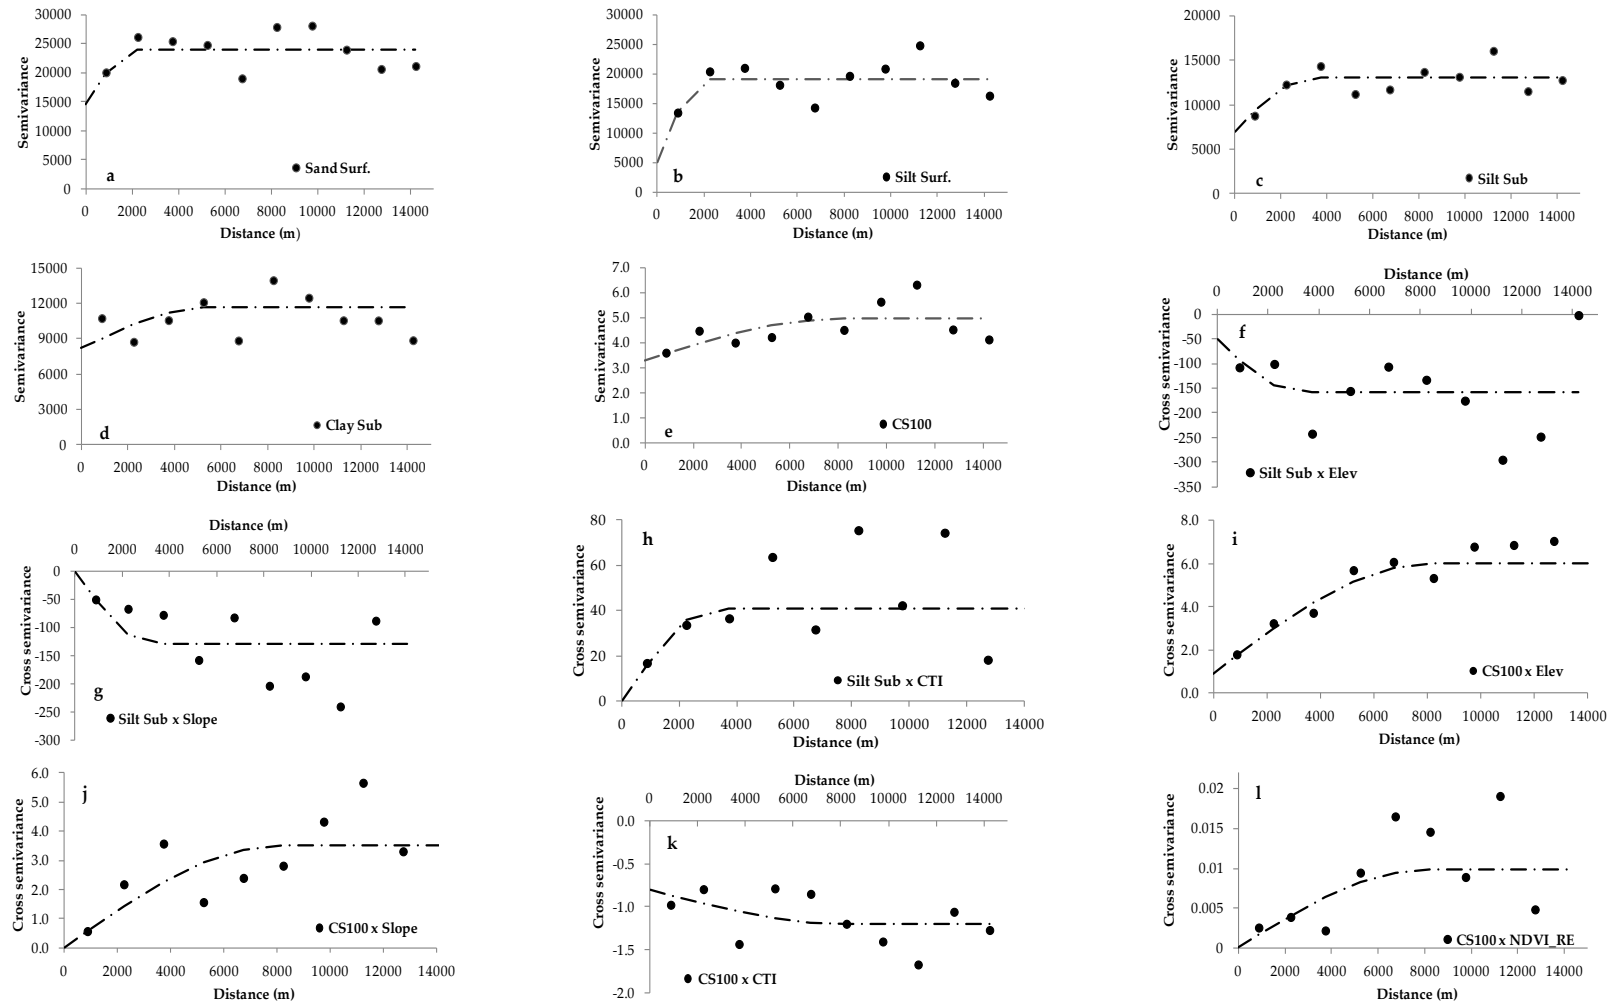 30000
25000
20000
15000
10000
5000
0
Semivariance
a
Sand Surf.
0 2000 4000 6000 8000 10000 12000 14000
Distance (m)
30000
25000
20000
15000
10000
5000
0
Semivariance
b
Silt Surf.
0 2000 4000 6000 8000 10000 12000 14000
Distance (m)
20000
15000
10000
5000
0
Semivariance
c
Silt Sub
0 2000 4000 6000 8000 10000 12000 14000
Distance (m)
15000
12000
9000
6000
3000
0
Semivariance
d
Clay Sub
0 2000 4000 6000 8000 10000 12000 14000
Distance (m)
7.0
6.0
5.0
4.0
3.0
2.0
1.0
0.0
Semivariance
e
CS100
0 2000 4000 6000 8000 10000 12000 14000
Distance (m)
Distance (m)
0 2000 4000 6000 8000 10000 12000 14000
0
-50
-100
-150
-200
-250
-300
-350
Cross semivariance
f
Silt Sub x Elev
Distance (m)
0 2000 4000 6000 8000 10000 12000 14000
0
-50
-100
-150
-200
-250
-300
Cross semivariance
g
Silt Sub x Slope
80
60
40
20
0
Cross semivariance
h
Silt Sub x CTI
0 2000 4000 6000 8000 10000 12000 14000
Distance (m)
8.0
6.0
4.0
2.0
0.0
Cross semivariance
i
CS100 x Elev
0 2000 4000 6000 8000 10000 12000 14000
Distance (m)
6.0
5.0
4.0
3.0
2.0
1.0
0.0
Cross semivariance
j
CS100 x Slope
0 2000 4000 6000 8000 10000 12000 14000
Distance (m)
Distance (m)
0 2000 4000 6000 8000 10000 12000 14000
0.0
-0.5
-1.0
-1.5
-2.0
Cross semivariance
k
CS100 x CTI
0.02
0.015
0.01
0.005
0
Cross semivariance
l
CS100 x NDVI_RE
0 2000 4000 6000 8000 10000 12000 14000
Distance (m)